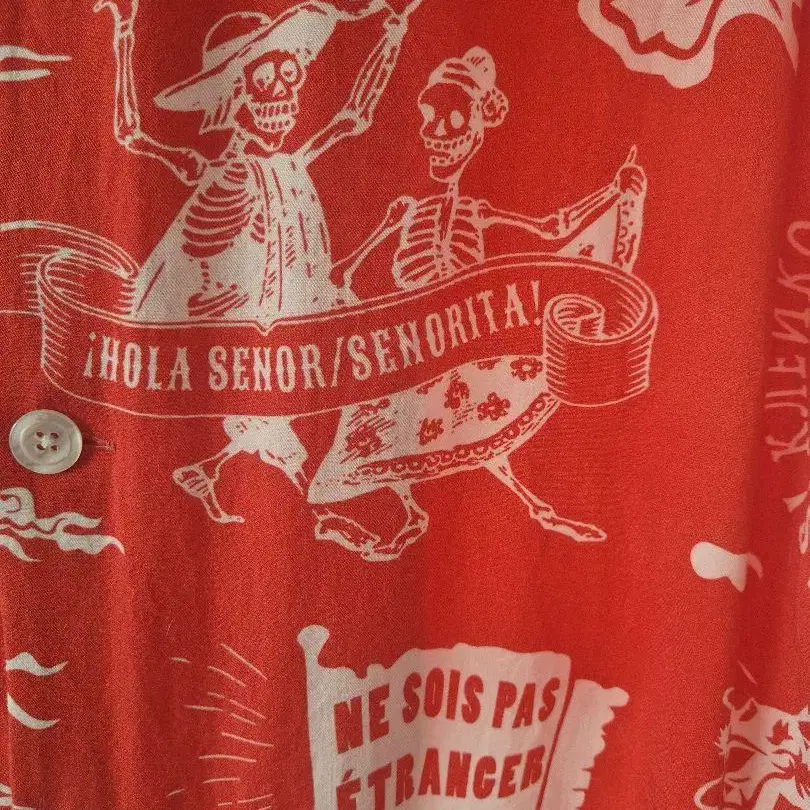 ¡HOLA SENOR/SENORITA!
NE SOIS PAS
ÉTRANGER